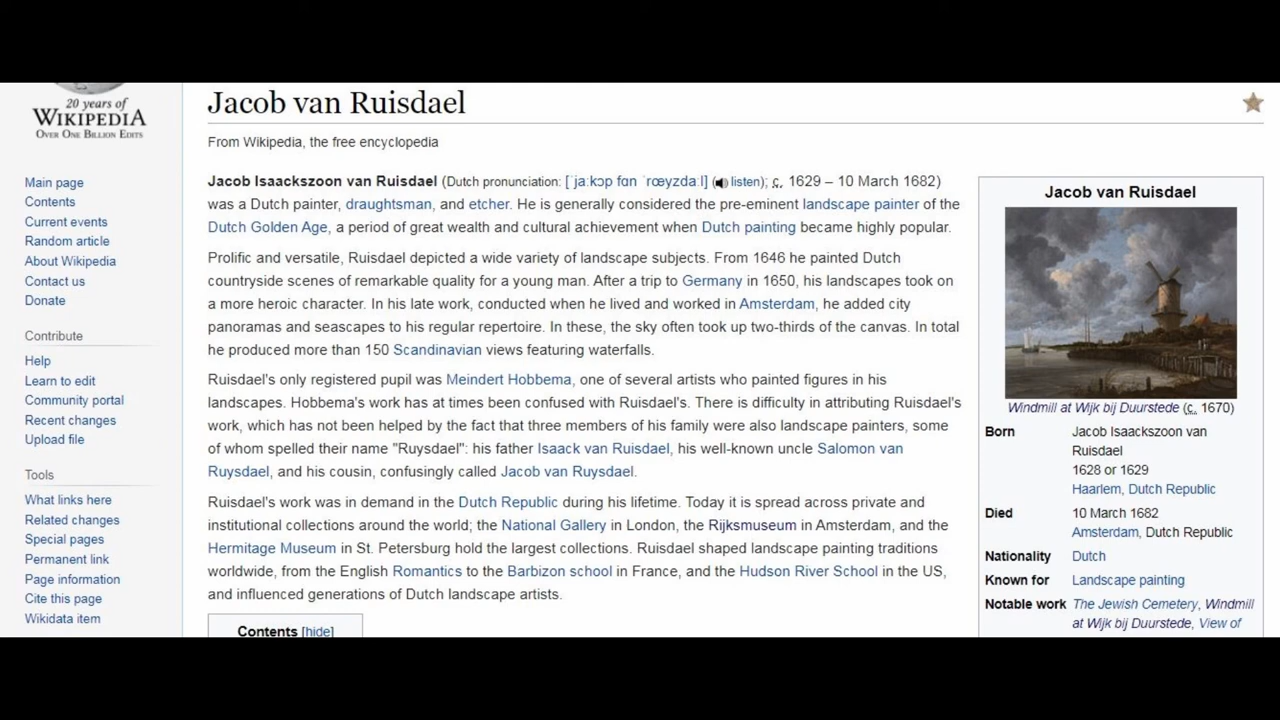 20 years of
WIKIPEDIA
OVER ONE BILLION EDITS
Main page
Contents
Current events
Random article
About Wikipedia
Contact us
Donate
Contribute
Help
Learn to edit
Community portal
Recent changes
Upload file
Tools
What links here
Related changes
Special pages
Permanent link
Page information
Cite this page
Wikidata item
Jacob van Ruisdael
From Wikipedia, the free encyclopedia
Jacob Isaackszoon van Ruisdael (Dutch pronunciation: [ˈjaːkɔp fɑn ˈrœyzdaːl] (listen); c. 1629 – 10 March 1682)
was a Dutch painter, draughtsman, and etcher. He is generally considered the pre-eminent landscape painter of the
Dutch Golden Age, a period of great wealth and cultural achievement when Dutch painting became highly popular.
Prolific and versatile, Ruisdael depicted a wide variety of landscape subjects. From 1646 he painted Dutch
countryside scenes of remarkable quality for a young man. After a trip to Germany in 1650, his landscapes took on
a more heroic character. In his late work, conducted when he lived and worked in Amsterdam, he added city
panoramas and seascapes to his regular repertoire. In these, the sky often took up two-thirds of the canvas. In total
he produced more than 150 Scandinavian views featuring waterfalls.
Ruisdael's only registered pupil was Meindert Hobbema, one of several artists who painted figures in his
landscapes. Hobbema's work has at times been confused with Ruisdael's. There is difficulty in attributing Ruisdael's
work, which has not been helped by the fact that three members of his family were also landscape painters, some
of whom spelled their name "Ruysdael": his father Isaack van Ruisdael, his well-known uncle Salomon van
Ruysdael, and his cousin, confusingly called Jacob van Ruysdael.
Ruisdael's work was in demand in the Dutch Republic during his lifetime. Today it is spread across private and
institutional collections around the world; the National Gallery in London, the Rijksmuseum in Amsterdam, and the
Hermitage Museum in St. Petersburg hold the largest collections. Ruisdael shaped landscape painting traditions
worldwide, from the English Romantics to the Barbizon school in France, and the Hudson River School in the US,
and influenced generations of Dutch landscape artists.
Contents [hide]
Jacob van Ruisdael
Windmill at Wijk bij Duurstede (c. 1670)
Born Jacob Isaackszoon van
Ruisdael
1628 or 1629
Haarlem, Dutch Republic
Died 10 March 1682
Amsterdam, Dutch Republic
Nationality Dutch
Known for Landscape painting
Notable work The Jewish Cemetery, Windmill
at Wijk bij Duurstede, View of